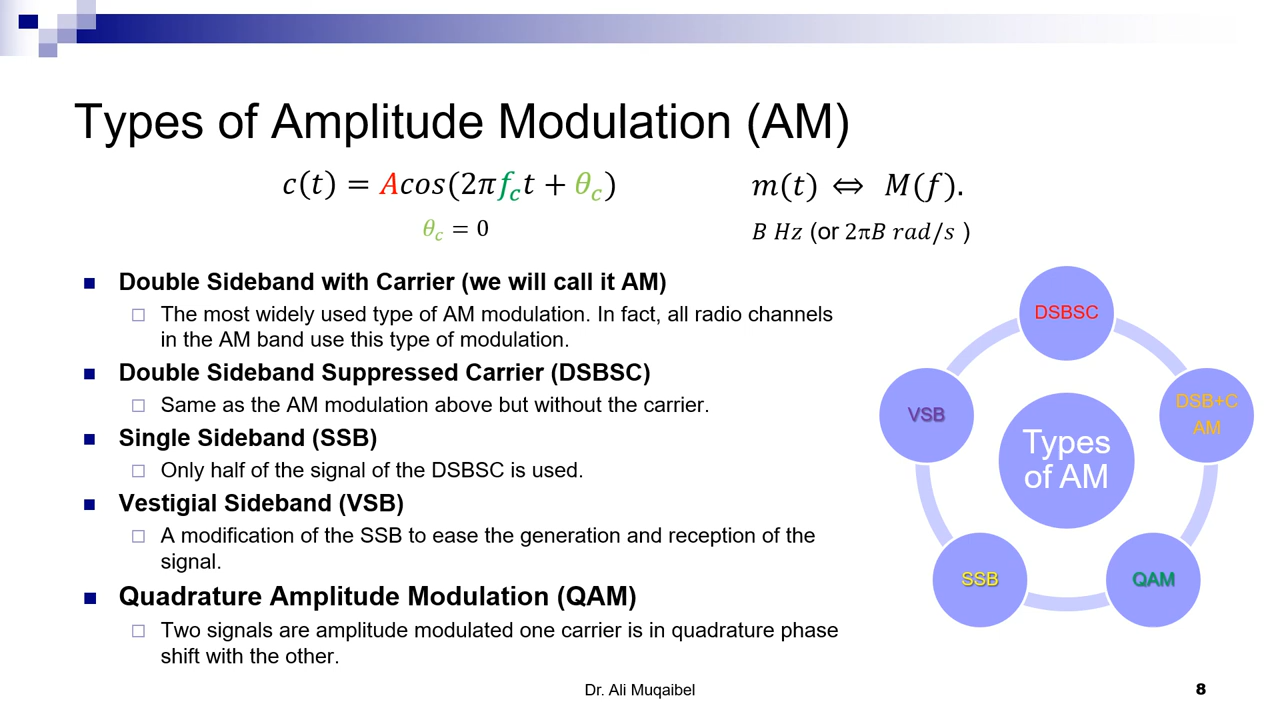 Types of Amplitude Modulation (AM)
c(t) = Acos(2πf_c t + θ_c)
m(t) ⇔ M(f).
θ_c = 0
B Hz (or 2πB rad/s )
■ Double Sideband with Carrier (we will call it AM)
□ The most widely used type of AM modulation. In fact, all radio channels
in the AM band use this type of modulation.
■ Double Sideband Suppressed Carrier (DSBSC)
□ Same as the AM modulation above but without the carrier.
■ Single Sideband (SSB)
□ Only half of the signal of the DSBSC is used.
■ Vestigial Sideband (VSB)
□ A modification of the SSB to ease the generation and reception of the
signal.
■ Quadrature Amplitude Modulation (QAM)
□ Two signals are amplitude modulated one carrier is in quadrature phase
shift with the other.
DSBSC
DSB+C
AM
QAM
SSB
VSB
Types
of AM
Dr. Ali Muqaibel
8